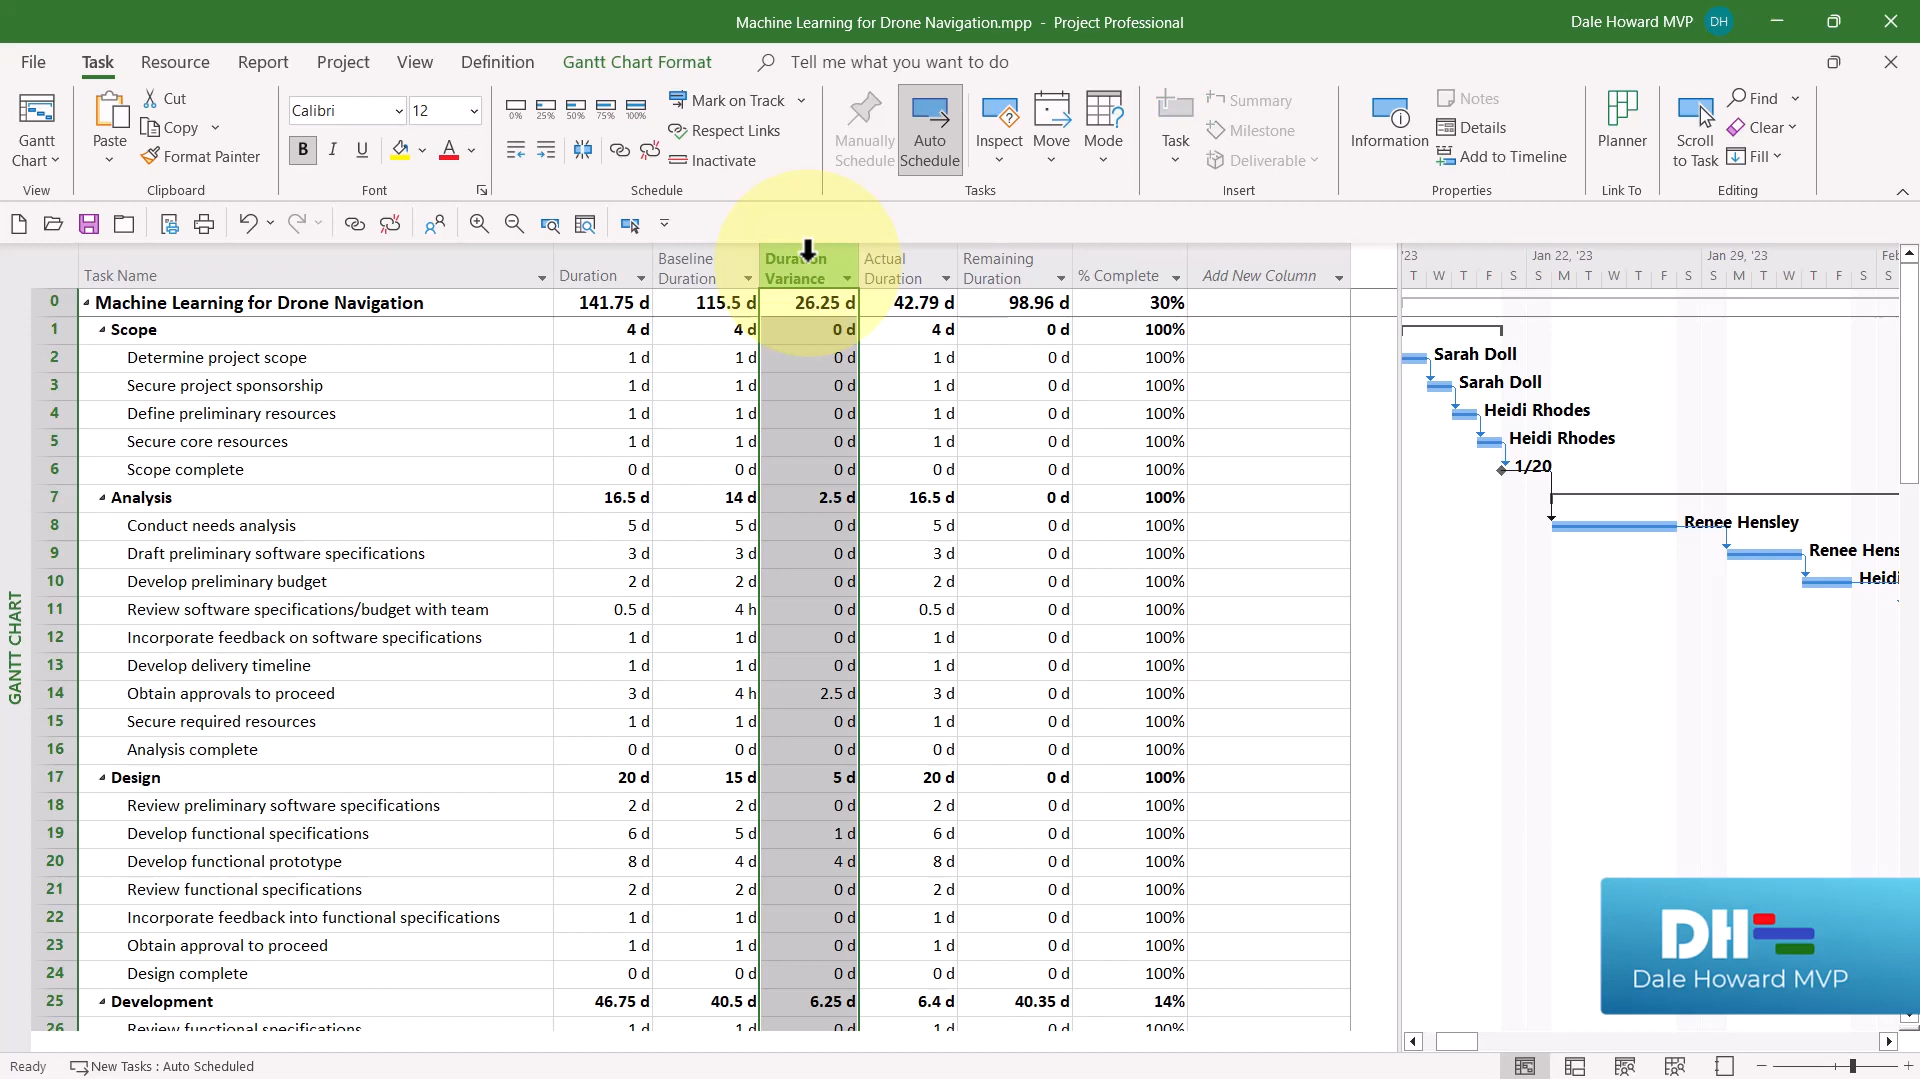 Machine Learning for Drone Navigation.mpp - Project Professional
Dale Howard MVP DH
File Task Resource Report Project View Definition Gantt Chart Format Tell me what you want to do
Gantt Chart
View
Paste
Cut
Copy
Format Painter
Clipboard
Calibri 12
B I U A
Font
0% 25% 50% 75% 100%
Mark on Track
Respect Links
Inactivate
Schedule
Manually Schedule
Auto Schedule
Inspect Move Mode
Tasks
Task
Summary
Milestone
Deliverable
Insert
Information
Notes
Details
Add to Timeline
Properties
Planner
Link To
Scroll to Task
Find
Clear
Fill
Editing
Task Name Duration Baseline Duration Duration Variance Actual Duration Remaining Duration % Complete Add New Column
'23 Jan 22, '23 Jan 29, '23 Feb
T W T F S S M T W T F S S M T W T F S S
0 Machine Learning for Drone Navigation 141.75 d 115.5 d 26.25 d 42.79 d 98.96 d 30%
1 Scope 4 d 4 d 0 d 4 d 0 d 100%
2 Determine project scope 1 d 1 d 0 d 1 d 0 d 100% Sarah Doll
3 Secure project sponsorship 1 d 1 d 0 d 1 d 0 d 100% Sarah Doll
4 Define preliminary resources 1 d 1 d 0 d 1 d 0 d 100% Heidi Rhodes
5 Secure core resources 1 d 1 d 0 d 1 d 0 d 100% Heidi Rhodes
6 Scope complete 0 d 0 d 0 d 0 d 0 d 100% 1/20
7 Analysis 16.5 d 14 d 2.5 d 16.5 d 0 d 100%
8 Conduct needs analysis 5 d 5 d 0 d 5 d 0 d 100% Renee Hensley
9 Draft preliminary software specifications 3 d 3 d 0 d 3 d 0 d 100% Renee Hens
10 Develop preliminary budget 2 d 2 d 0 d 2 d 0 d 100% Heidi
11 Review software specifications/budget with team 0.5 d 4 h 0 d 0.5 d 0 d 100%
12 Incorporate feedback on software specifications 1 d 1 d 0 d 1 d 0 d 100%
13 Develop delivery timeline 1 d 1 d 0 d 1 d 0 d 100%
14 Obtain approvals to proceed 3 d 4 h 2.5 d 3 d 0 d 100%
15 Secure required resources 1 d 1 d 0 d 1 d 0 d 100%
16 Analysis complete 0 d 0 d 0 d 0 d 0 d 100%
17 Design 20 d 15 d 5 d 20 d 0 d 100%
18 Review preliminary software specifications 2 d 2 d 0 d 2 d 0 d 100%
19 Develop functional specifications 6 d 5 d 1 d 6 d 0 d 100%
20 Develop functional prototype 8 d 4 d 4 d 8 d 0 d 100%
21 Review functional specifications 2 d 2 d 0 d 2 d 0 d 100%
22 Incorporate feedback into functional specifications 1 d 1 d 0 d 1 d 0 d 100%
23 Obtain approval to proceed 1 d 1 d 0 d 1 d 0 d 100%
24 Design complete 0 d 0 d 0 d 0 d 0 d 100%
25 Development 46.75 d 40.5 d 6.25 d 6.4 d 40.35 d 14%
26 Review functional specifications 1 d 1 d 0 d 1 d 0 d 100%
GANTT CHART
DH
Dale Howard MVP
Ready New Tasks : Auto Scheduled